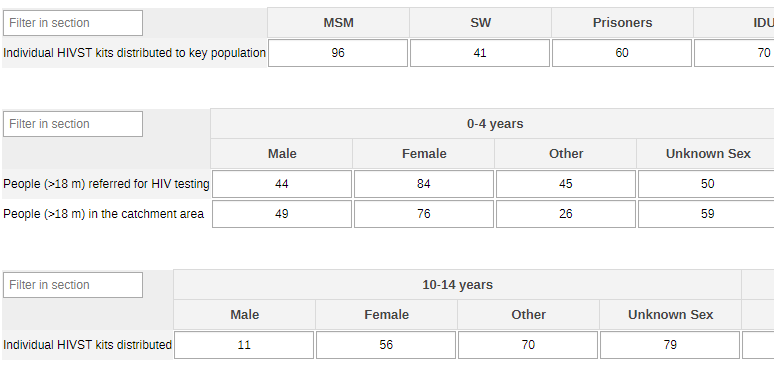 Filter in section MSM SW Prisoners IDU
Individual HIVST kits distributed to key population 96 41 60 70
Filter in section 0-4 years
Male Female Other Unknown Sex
People (>18 m) referred for HIV testing 44 84 45 50
People (>18 m) in the catchment area 49 76 26 59
Filter in section 10-14 years
Male Female Other Unknown Sex
Individual HIVST kits distributed 11 56 70 79